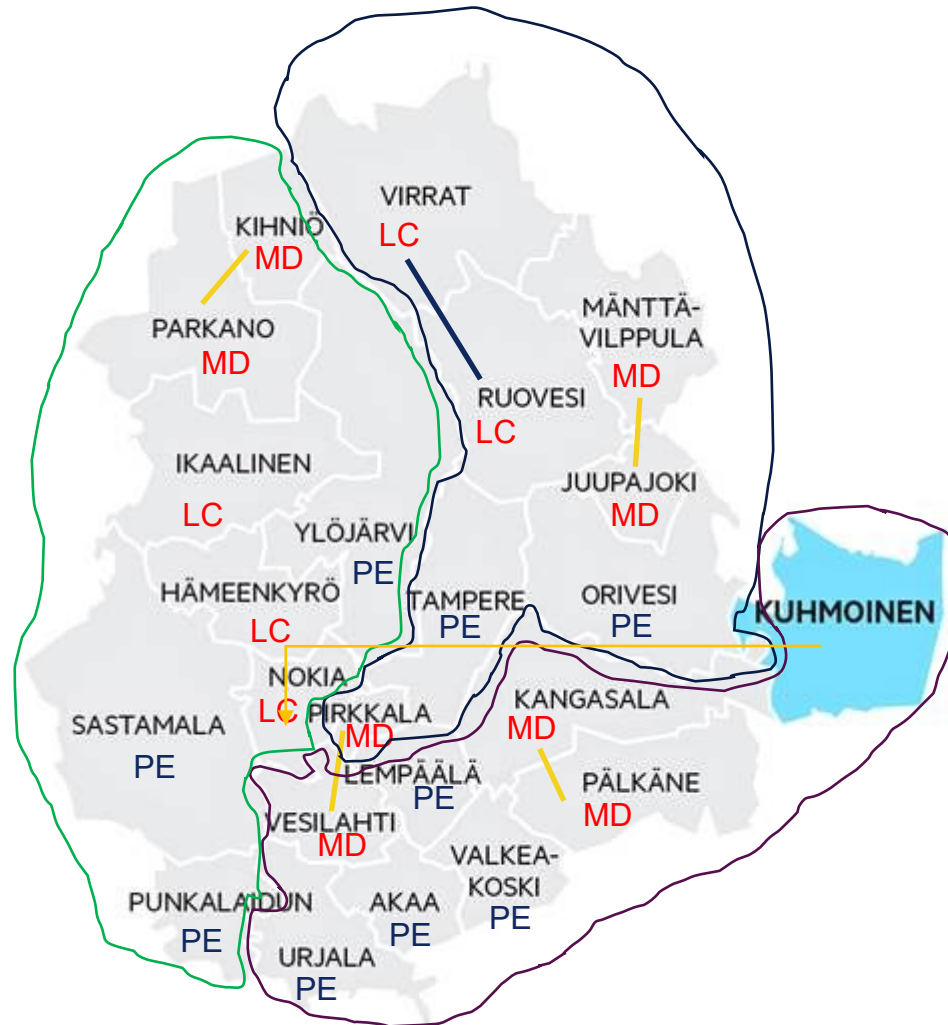 VIRRAT
LC
KIHNIÖ
MD
MÄNTTÄ-
VILPPULA
MD
PARKANO
MD
RUOVESI
LC
IKAALINEN
LC
JUUPAJOKI
MD
YLÖJÄRVI
PE
HÄMEENKYRÖ
LC
TAMPERE
PE
ORIVESI
PE
KUHMOINEN
NOKIA
LC
PIRKKALA
MD
KANGASALA
MD
SASTAMALA
PE
LEMPÄÄLÄ
PE
PÄLKÄNE
MD
VESILAHTI
MD
VALKEA-
KOSKI
PE
PUNKALAIDUN
PE
AKAA
PE
URJALA
PE